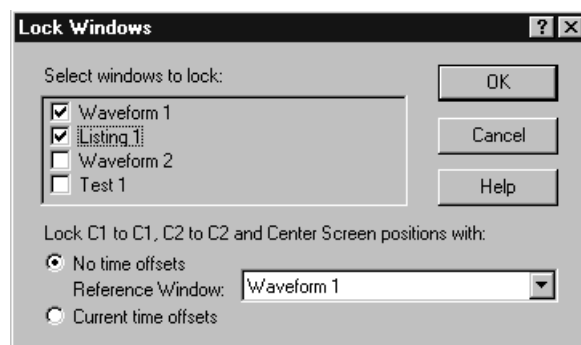 Lock Windows
Select windows to lock:
Waveform 1
Listing 1
Waveform 2
Test 1
OK
Cancel
Help
Lock C1 to C1, C2 to C2 and Center Screen positions with:
No time offsets
Reference Window: Waveform 1
Current time offsets